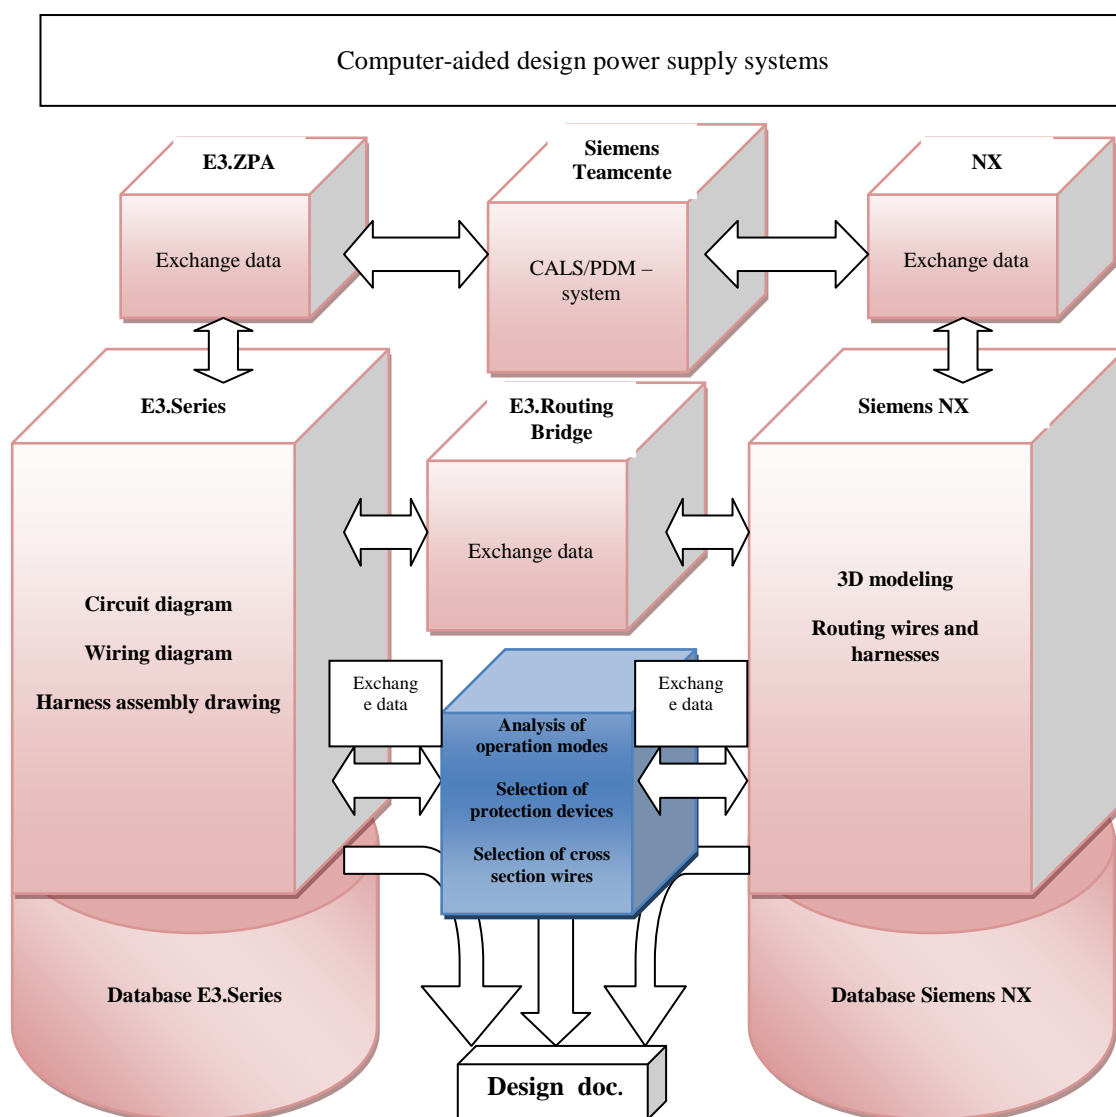 Computer-aided design power supply systems
E3.ZPA
Exchange data
Siemens
Teamcente
CALS/PDM –
system
NX
Exchange data
E3.Series
Circuit diagram
Wiring diagram
Harness assembly drawing
E3.Routing
Bridge
Exchange data
Siemens NX
3D modeling
Routing wires and
harnesses
Exchang
e data
Analysis of
operation modes
Selection of
protection devices
Selection of cross
section wires
Exchang
e data
Database E3.Series
Database Siemens NX
Design doc.